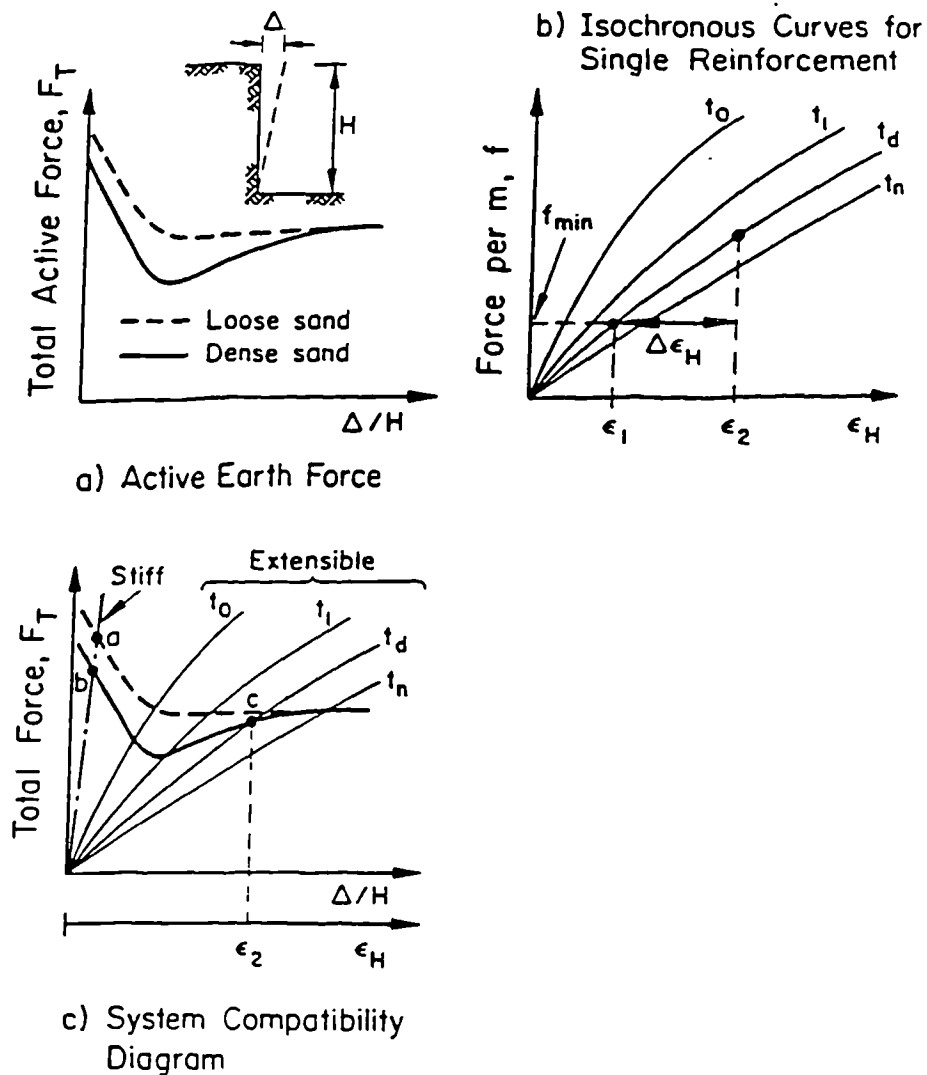 Δ
H
Total Active Force, F_T
Loose sand
Dense sand
Δ/H
a) Active Earth Force
b) Isochronous Curves for
Single Reinforcement
t_o
t_l
t_d
t_n
Force per m, f
f_min
Δϵ_H
ϵ_1
ϵ_2
ϵ_H
Extensible
Stiff
t_o
t_l
t_d
t_n
a
b
c
Total Force, F_T
Δ/H
ϵ_2
ϵ_H
c) System Compatibility
Diagram